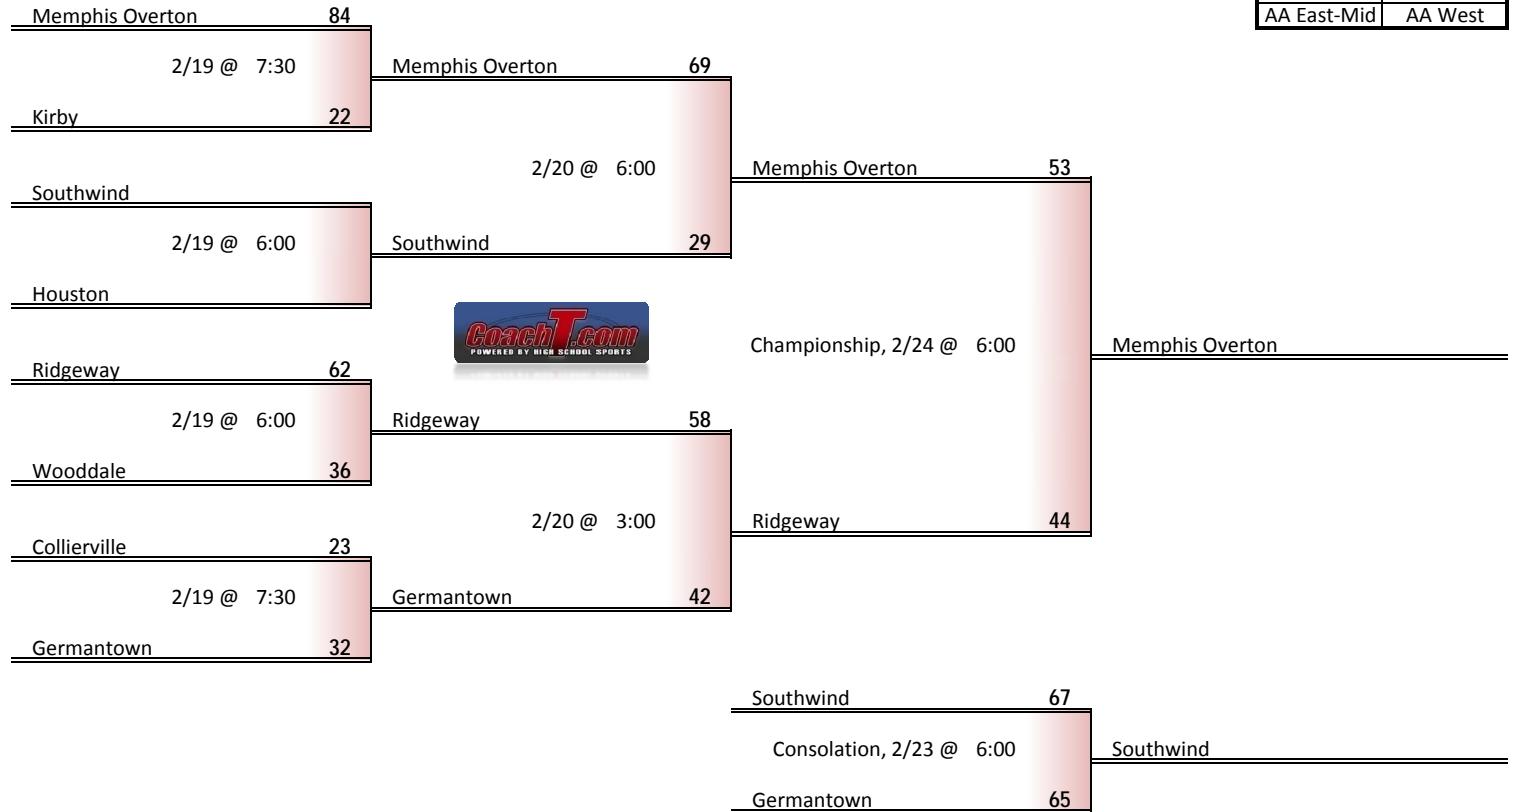 Memphis Overton 84
AA East-Mid AA West
2/19 @ 7:30
Memphis Overton 69
Kirby 22
2/20 @ 6:00
Memphis Overton 53
Southwind
2/19 @ 6:00
Southwind 29
Houston
CoachT.com
POWERED BY HIGH SCHOOL SPORTS
Championship, 2/24 @ 6:00
Memphis Overton
Ridgeway 62
2/19 @ 6:00
Ridgeway 58
Wooddale 36
2/20 @ 3:00
Ridgeway 44
Collierville 23
2/19 @ 7:30
Germantown 42
Germantown 32
Southwind 67
Consolation, 2/23 @ 6:00
Southwind
Germantown 65